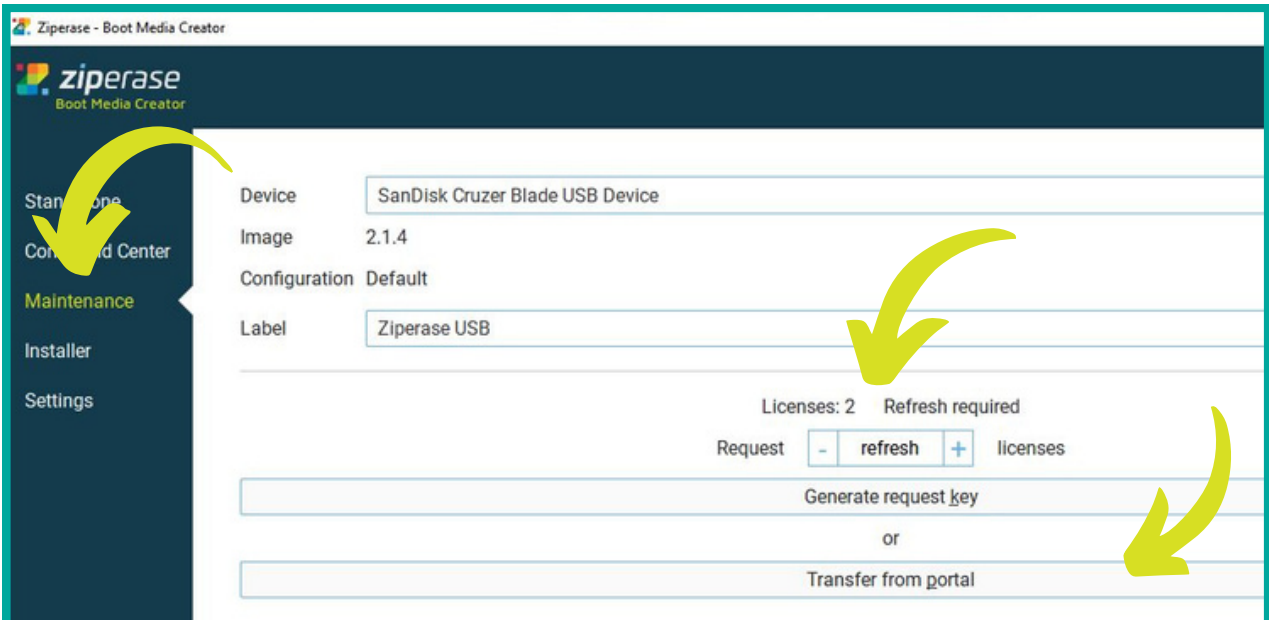 Ziperase - Boot Media Creator
ziperase
Boot Media Creator
Center
Maintenance
Installer
Settings
Device SanDisk Cruzer Blade USB Device
Image 2.1.4
Configuration Default
Label Ziperase USB
Licenses: 2 Refresh required
Request - refresh + licenses
Generate request key
or
Transfer from portal